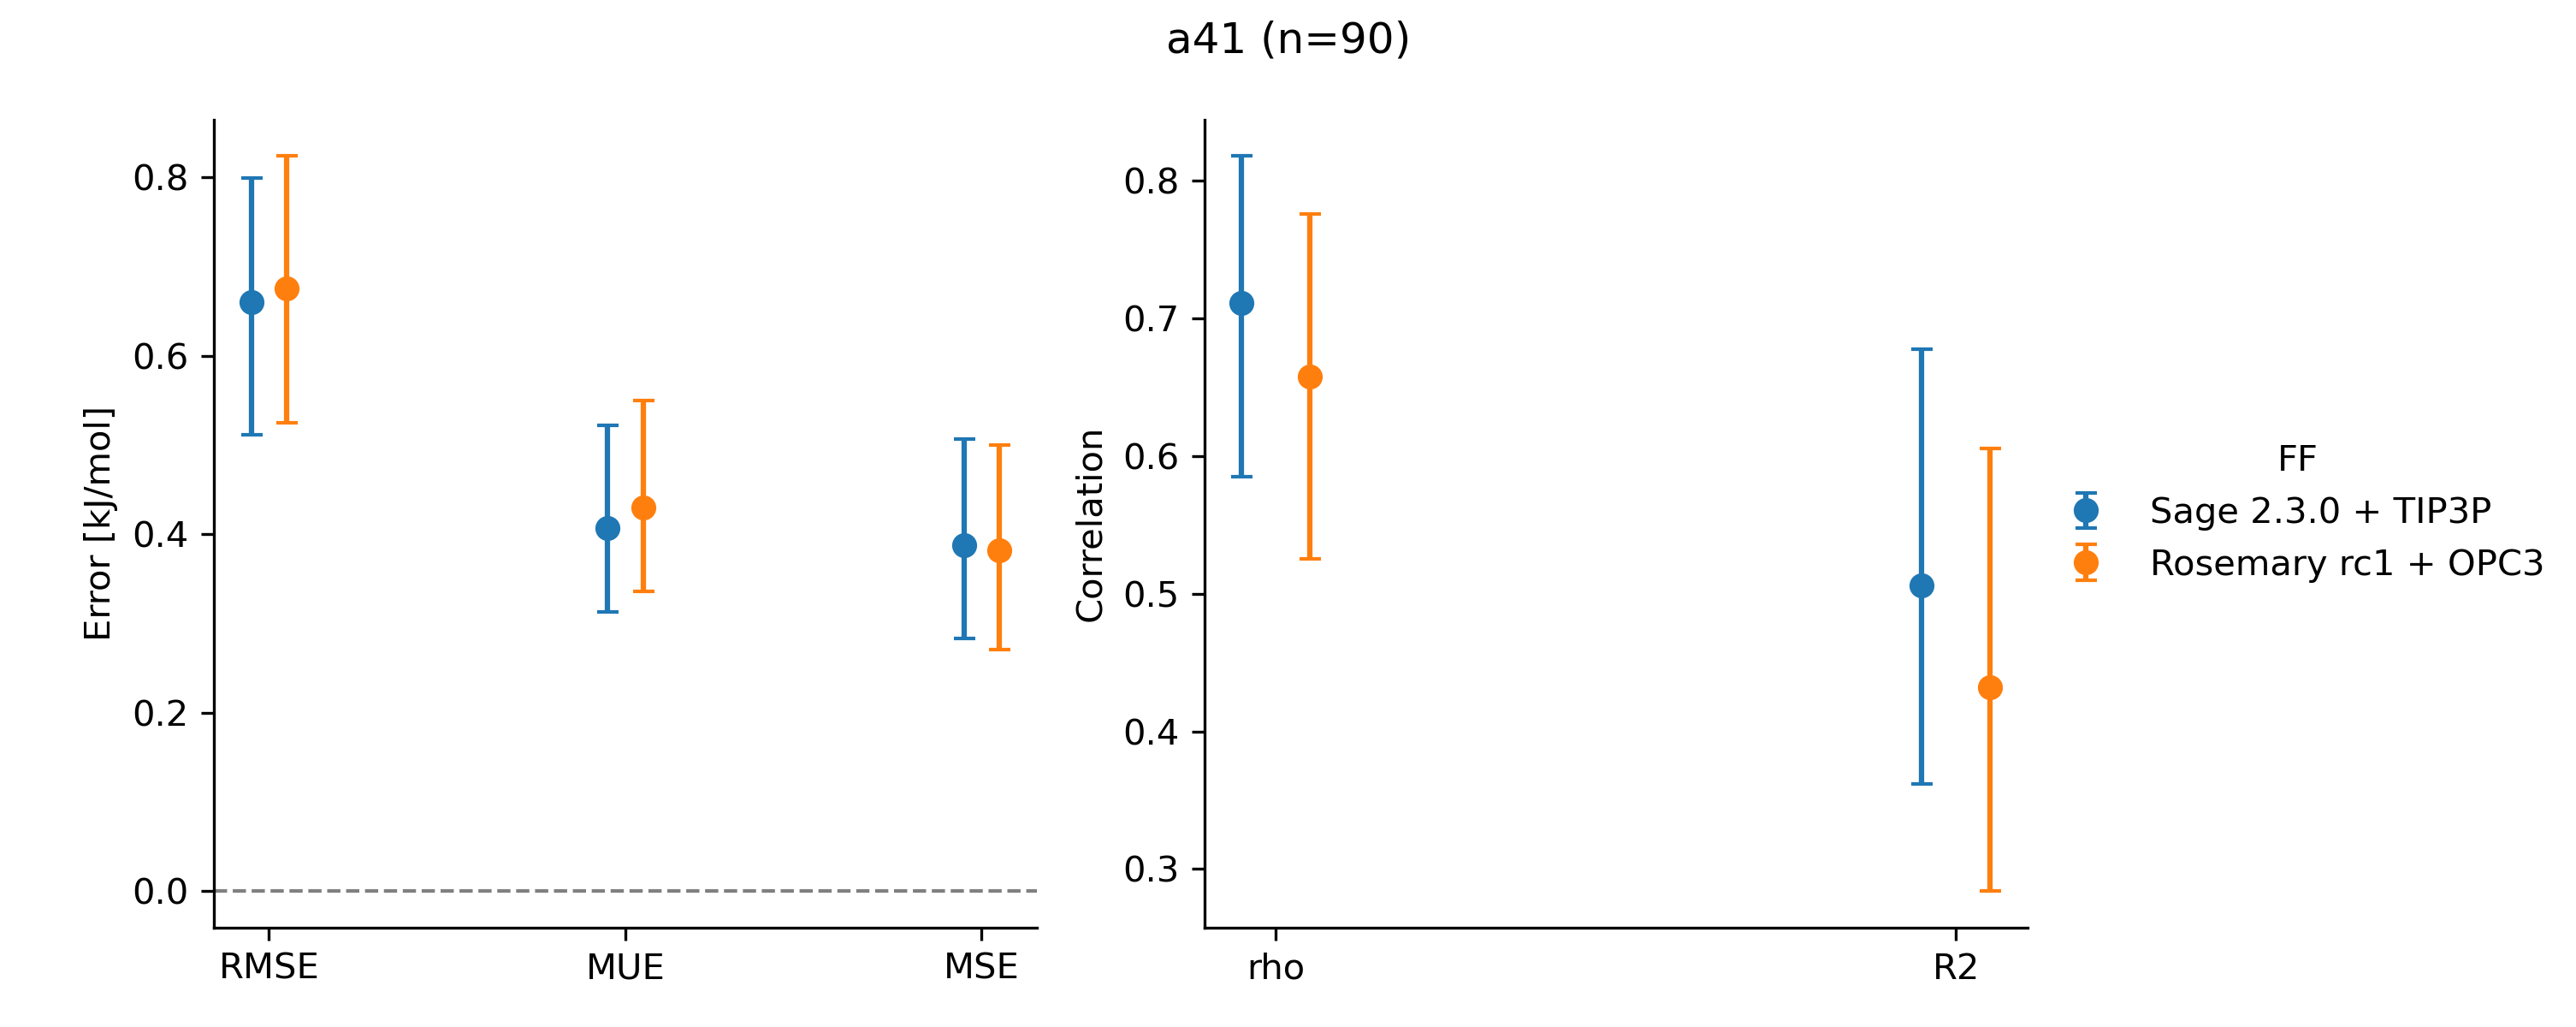 a41 (n=90)
Error [kJ/mol]
0.8
0.6
0.4
0.2
0.0
RMSE
MUE
MSE
Correlation
0.8
0.7
0.6
0.5
0.4
0.3
rho
R2
FF
Sage 2.3.0 + TIP3P
Rosemary rc1 + OPC3